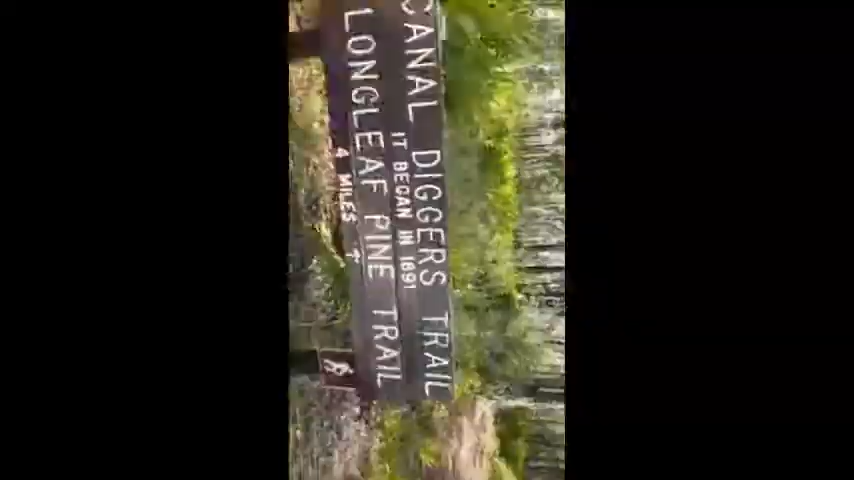 CANAL DIGGERS TRAIL
IT BEGAN IN 1891
LONGLEAF PINE TRAIL
4 MILES ↑